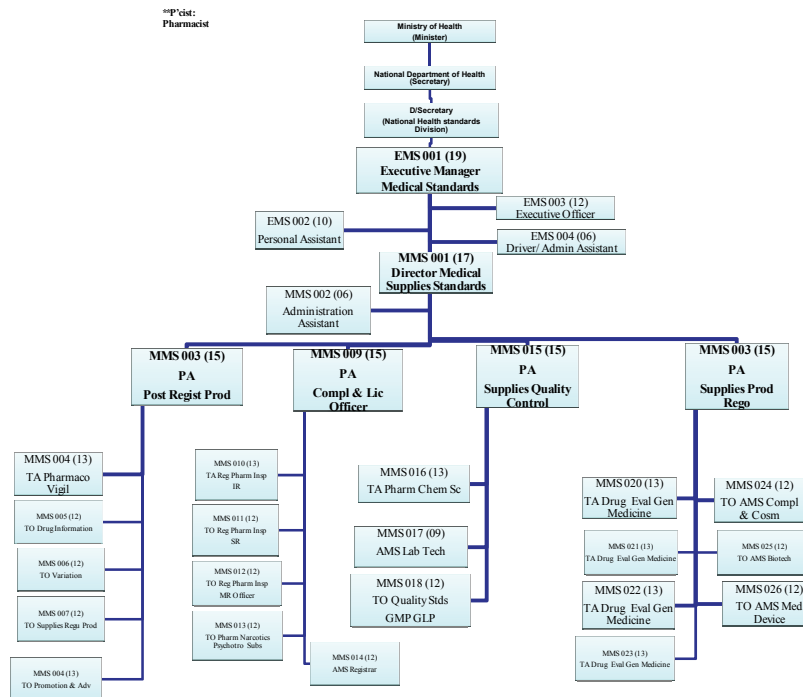 **P'cist:
Pharmacist
Ministry of Health
(Minister)
National Department of Health
(Secretary)
D/Secretary
(National Health standards
Division)
EMS 001 (19)
Executive Manager
Medical Standards
EMS 003 (12)
Executive Officer
EMS 002 (10)
Personal Assistant
EMS 004 (06)
Driver/ Admin Assistant
MMS 001 (17)
Director Medical
Supplies Standards
MMS 002 (06)
Administration
Assistant
MMS 003 (15)
PA
Post Regist Prod
MMS 009 (15)
PA
Compl & Lic
Officer
MMS 015 (15)
PA
Supplies Quality
Control
MMS 003 (15)
PA
Supplies Prod
Rego
MMS 004 (13)
TA Pharmaco
Vigil
MMS 005 (12)
TO Drug Information
MMS 006 (12)
TO Variation
MMS 007 (12)
TO Supplies Regu Prod
MMS 004 (13)
TO Promotion & Adv
MMS 010 (13)
TA Reg Pharm Insp
IR
MMS 011 (12)
TO Reg Pharm Insp
SR
MMS 012 (12)
TO Reg Pharm Insp
MR Officer
MMS 013 (12)
TO Pharm Narcotics
Psychotro Subs
MMS 014 (12)
AMS Registrar
MMS 016 (13)
TA Pharm Chem Sc
MMS 017 (09)
AMS Lab Tech
MMS 018 (12)
TO Quality Stds
GMP GLP
MMS 020 (13)
TA Drug Eval Gen
Medicine
MMS 021 (13)
TA Drug Eval Gen Medicine
MMS 022 (13)
TA Drug Eval Gen
Medicine
MMS 023 (13)
TA Drug Eval Gen Medicine
MMS 024 (12)
TO AMS Compl
& Cosm
MMS 025 (12)
TO AMS Biotech
MMS 026 (12)
TO AMS Med
Device